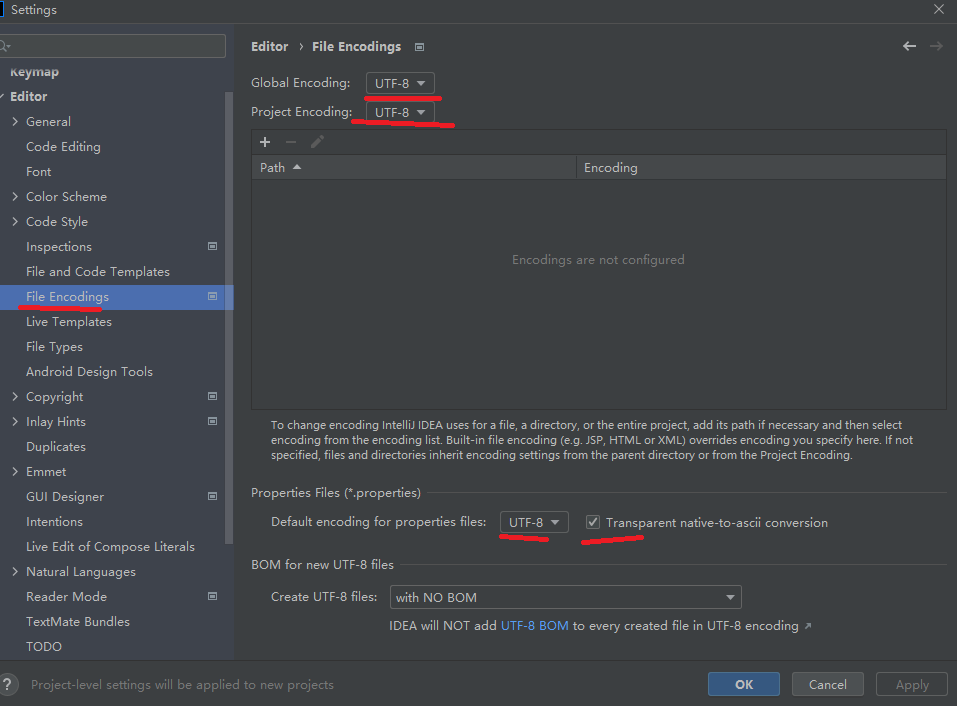 Settings
Keymap
Editor
General
Code Editing
Font
Color Scheme
Code Style
Inspections
File and Code Templates
File Encodings
Live Templates
File Types
Android Design Tools
Copyright
Inlay Hints
Duplicates
Emmet
GUI Designer
Intentions
Live Edit of Compose Literals
Natural Languages
Reader Mode
TextMate Bundles
TODO
Editor › File Encodings
Global Encoding: UTF-8
Project Encoding: UTF-8
Path Encoding
Encodings are not configured
To change encoding IntelliJ IDEA uses for a file, a directory, or the entire project, add its path if necessary and then select
encoding from the encoding list. Built-in file encoding (e.g. JSP, HTML or XML) overrides encoding you specify here. If not
specified, files and directories inherit encoding settings from the parent directory or from the Project Encoding.
Properties Files (*.properties)
Default encoding for properties files: UTF-8 Transparent native-to-ascii conversion
BOM for new UTF-8 files
Create UTF-8 files: with NO BOM
IDEA will NOT add UTF-8 BOM to every created file in UTF-8 encoding ↗
? Project-level settings will be applied to new projects
OK Cancel Apply